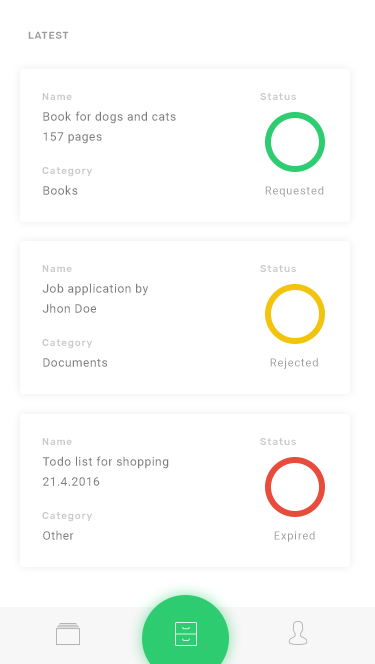 LATEST
Name
Status
Book for dogs and cats
157 pages
Category
Books
Requested
Name
Status
Job application by
Jhon Doe
Category
Documents
Rejected
Name
Status
Todo list for shopping
21.4.2016
Category
Other
Expired